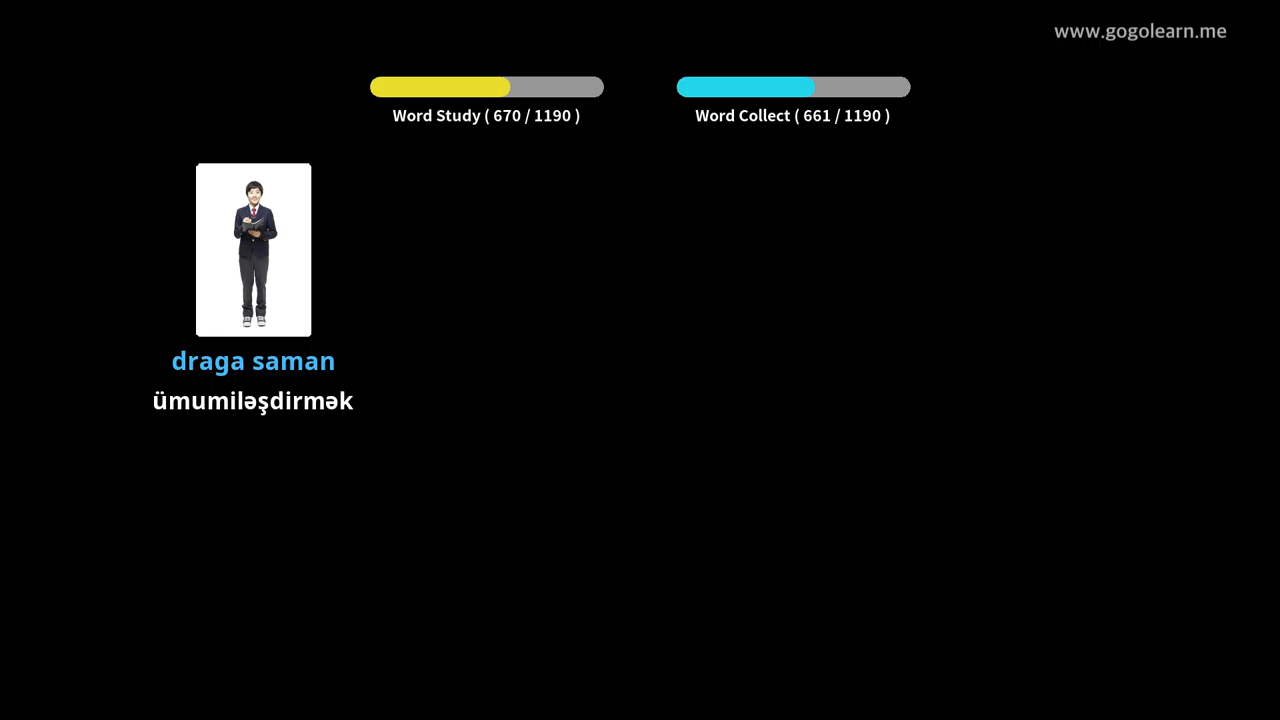 www.gogolearn.me
Word Study ( 670 / 1190 )
Word Collect ( 661 / 1190 )
draga saman
ümumiləşdirmək